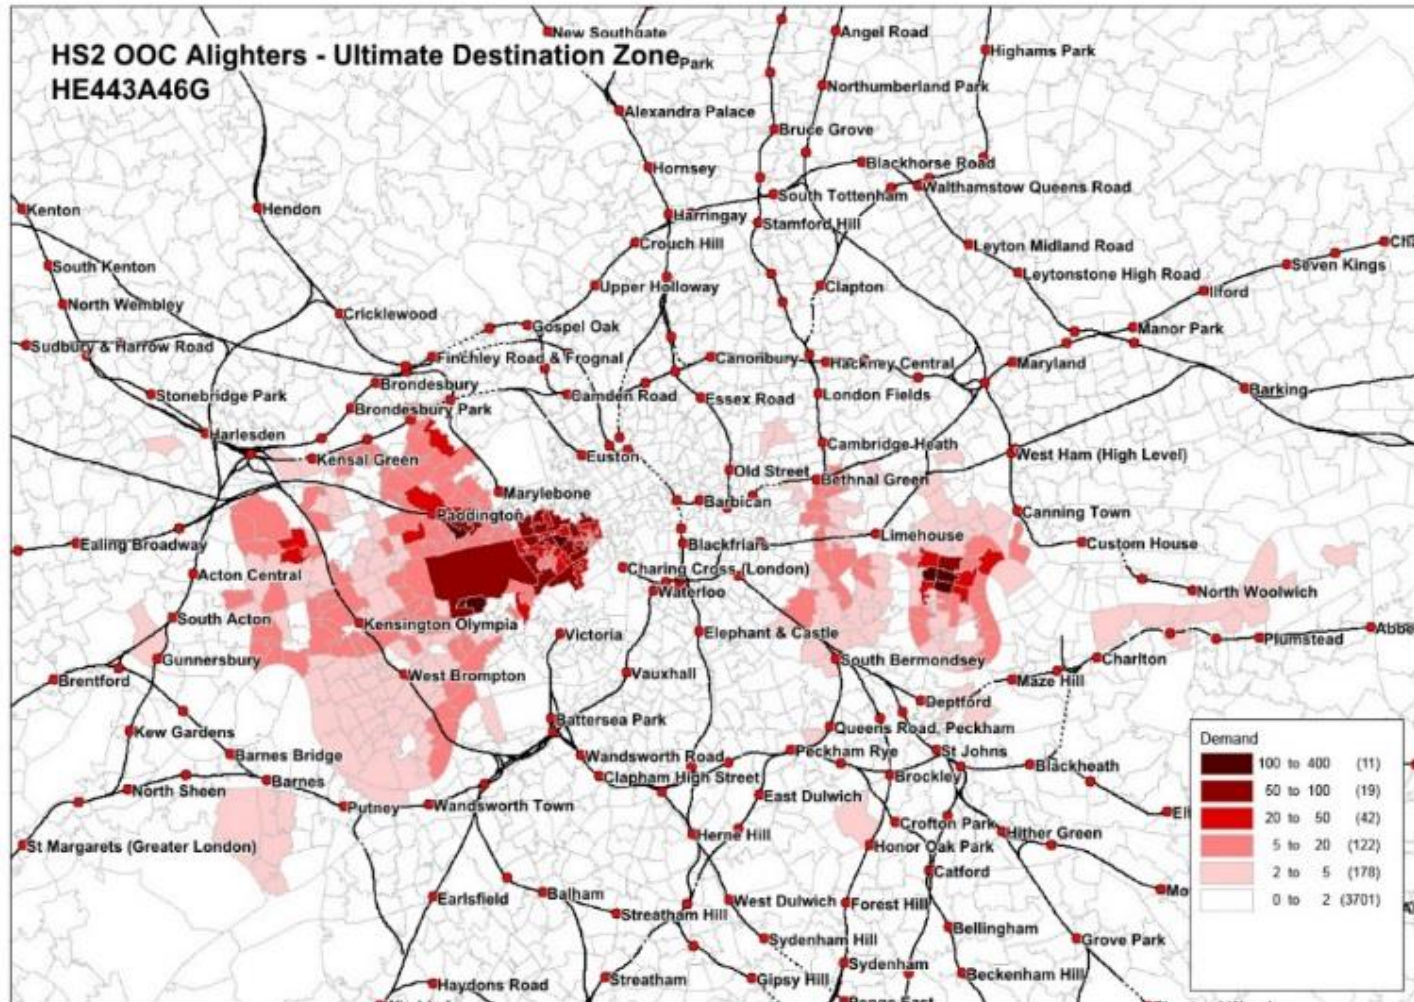 HS2 OOC Alighters - Ultimate Destination Zone
HE443A46G
New Southgate
Park
Angel Road
Highams Park
Northumberland Park
Alexandra Palace
Bruce Grove
Hornsey
Blackhorse Road
South Tottenham
Walthamstow Queens Road
Kenton
Hendon
Harringay
Stamford Hill
Crouch Hill
Leyton Midland Road
South Kenton
Leytonstone High Road
Seven Kings
Upper Holloway
Clapton
Ilford
North Wembley
Cricklewood
Gospel Oak
Manor Park
Sudbury & Harrow Road
Finchley Road & Frognal
Canonbury
Hackney Central
Maryland
Brondesbury
Stonebridge Park
Camden Road
Essex Road
London Fields
Barking
Brondesbury Park
Harlesden
Cambridge Heath
Kensal Green
Euston
West Ham (High Level)
Old Street
Bethnal Green
Marylebone
Barbican
Paddington
Canning Town
Ealing Broadway
Blackfriars
Limehouse
Custom House
Acton Central
Charing Cross (London)
Waterloo
North Woolwich
South Acton
Kensington Olympia
Victoria
Elephant & Castle
Plumstead
Abbe
Gunnersbury
South Bermondsey
Charlton
Brentford
West Brompton
Vauxhall
Maze Hill
Deptford
Battersea Park
Kew Gardens
Queens Road, Peckham
Barnes Bridge
Wandsworth Road
Peckham Rye
St Johns
Blackheath
Barnes
Clapham High Street
Brockley
North Sheen
East Dulwich
Putney
Wandsworth Town
Crofton Park
Hither Green
St Margarets (Greater London)
Herne Hill
Honor Oak Park
Catford
Earlsfield
Balham
West Dulwich
Forest Hill
Streatham Hill
Bellingham
Sydenham Hill
Grove Park
Haydons Road
Streatham
Gipsy Hill
Sydenham
Beckenham Hill
Penge East
Demand
100 to 400 (11)
50 to 100 (19)
20 to 50 (42)
5 to 20 (122)
2 to 5 (178)
0 to 2 (3701)